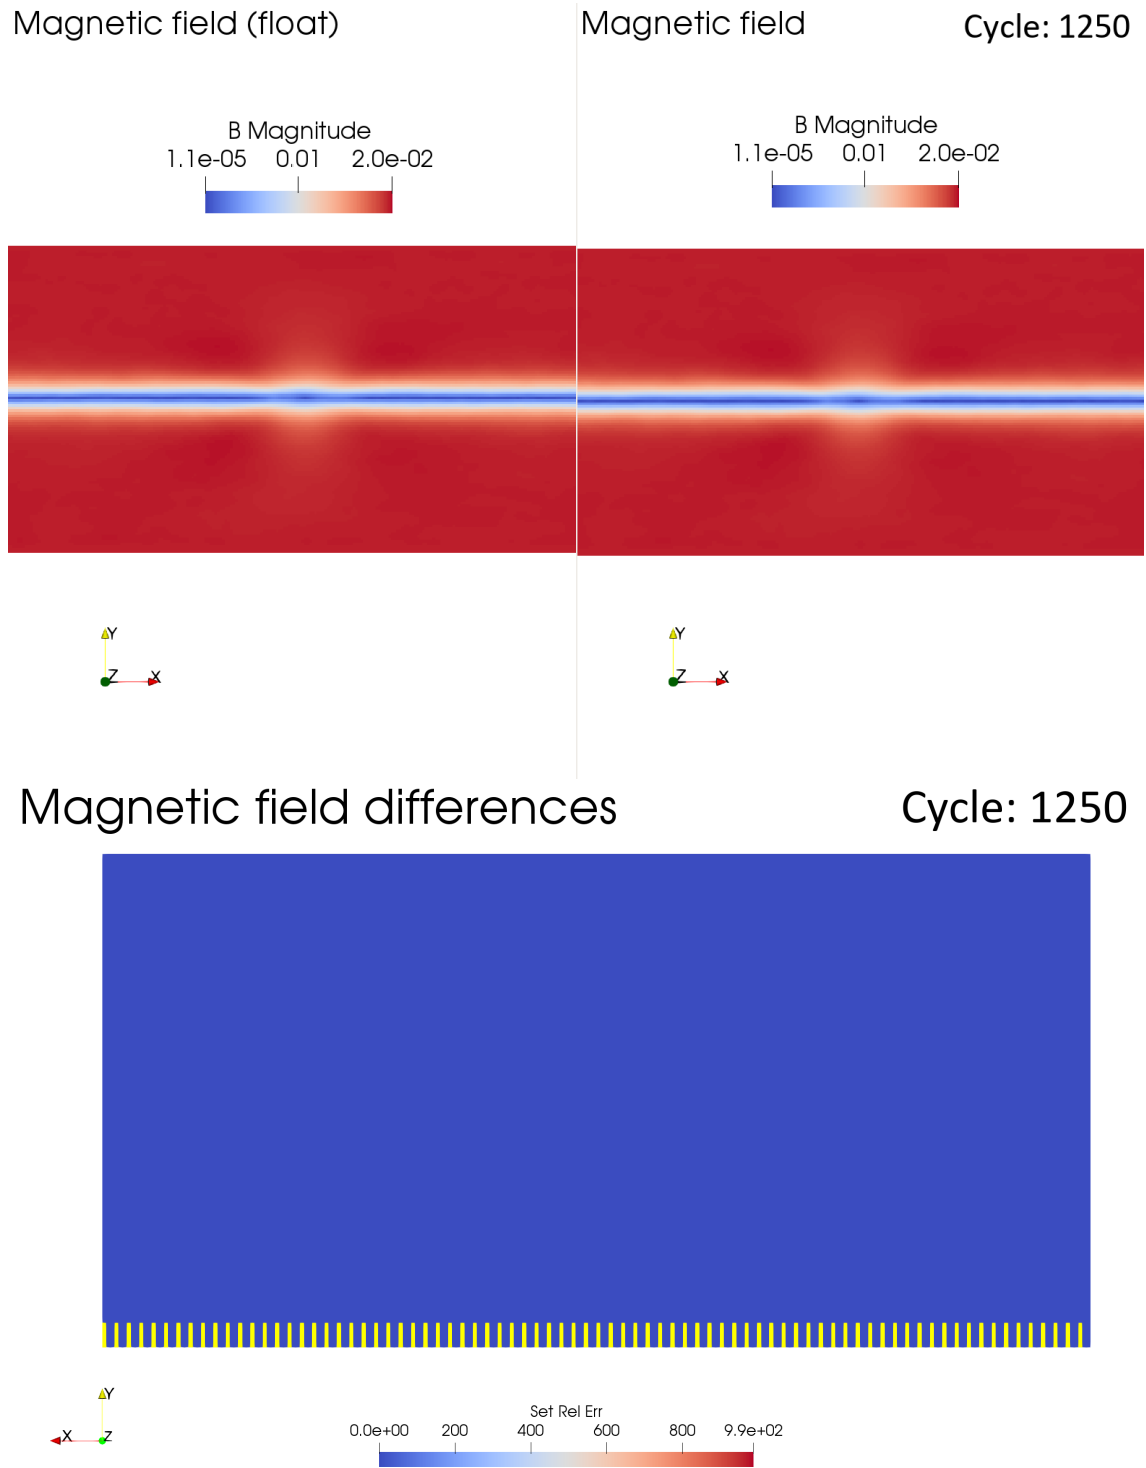 Magnetic field (float)
Magnetic field
Cycle: 1250
B Magnitude
1.1e-05 0.01 2.0e-02
B Magnitude
1.1e-05 0.01 2.0e-02
Y
Z X
Y
Z X
Magnetic field differences
Cycle: 1250
Y
X Z
Set Rel Err
0.0e+00 200 400 600 800 9.9e+02